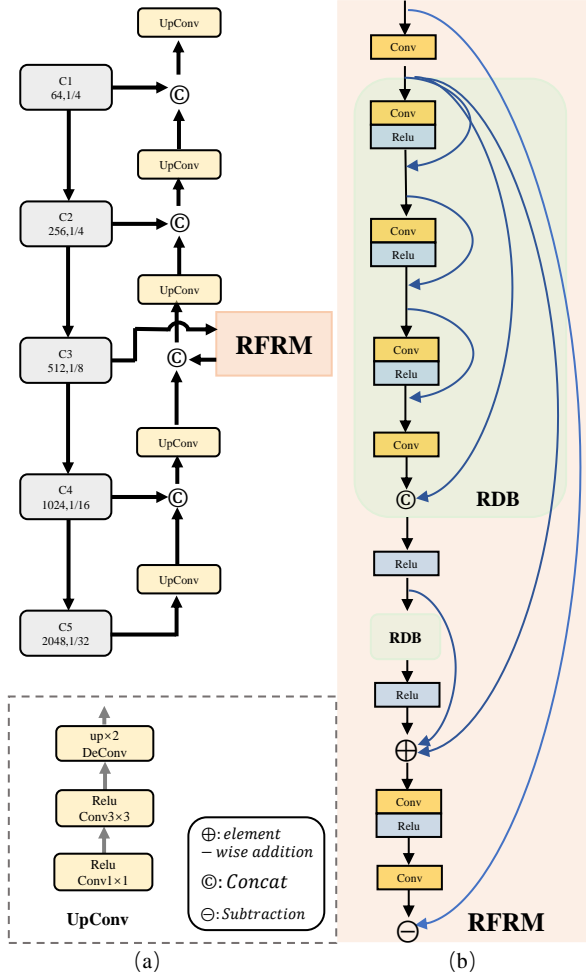 UpConv
C1
64,1/4
©
UpConv
C2
256,1/4
©
UpConv
C3
512,1/8
RFRM
©
UpConv
C4
1024,1/16
©
UpConv
C5
2048,1/32
up×2
DeConv
Relu
Conv3×3
Relu
Conv1×1
UpConv
⊕: element
− wise addition
©: Concat
⊖: Subtraction
(a)
Conv
Conv
Relu
Conv
Relu
Conv
Relu
Conv
©
RDB
Relu
RDB
Relu
⊕
Conv
Relu
Conv
⊖
RFRM
(b)